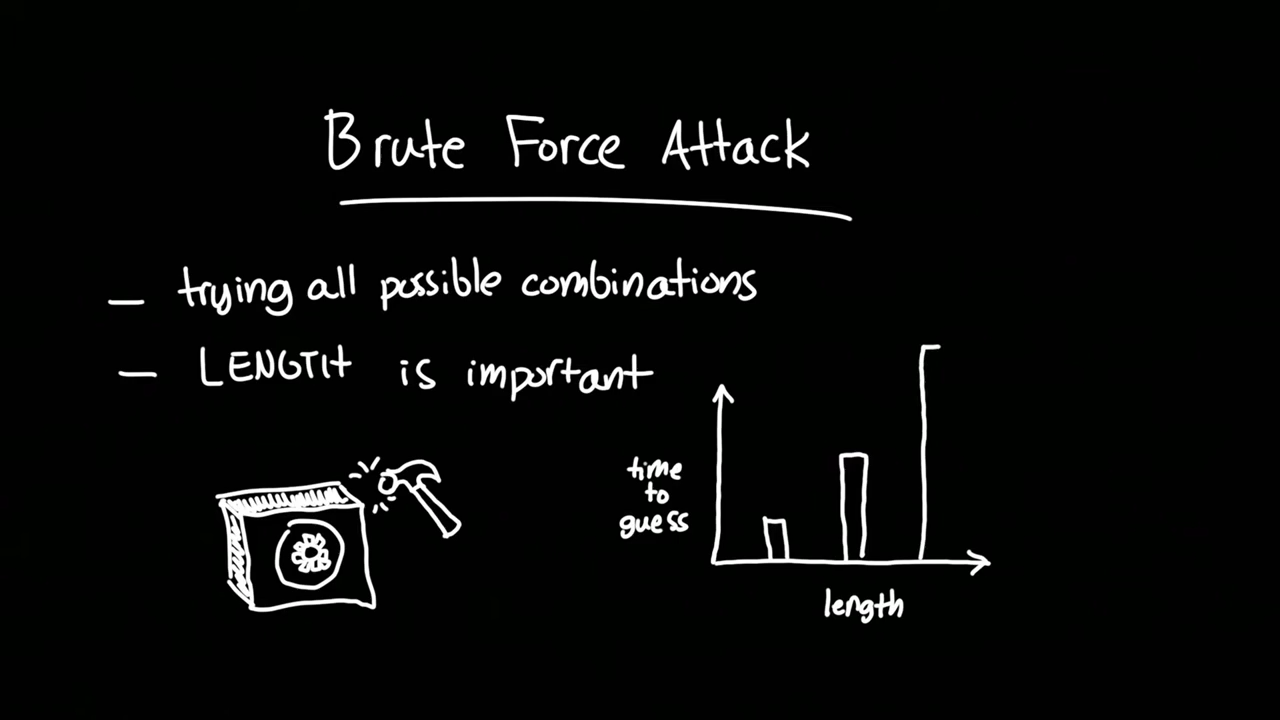 Brute Force Attack
— trying all possible combinations
— LENGTH is important
time
to
guess
length